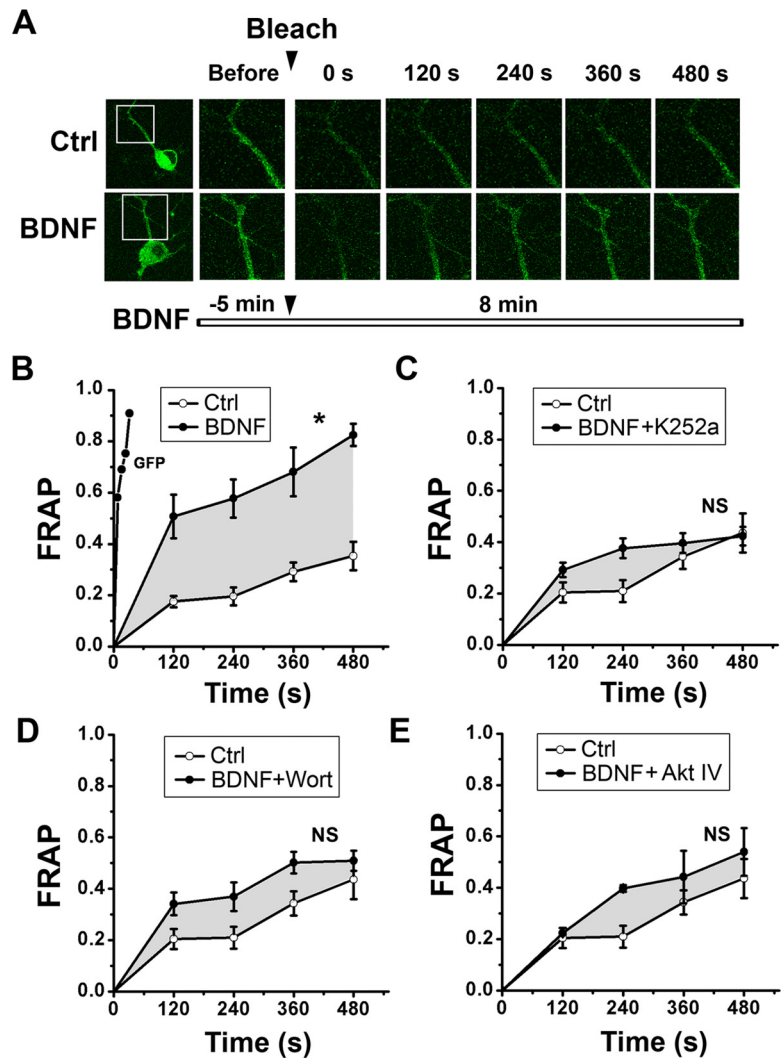 A
Bleach
Before 0 s 120 s 240 s 360 s 480 s
Ctrl
BDNF
BDNF -5 min 8 min
B
Ctrl
BDNF
*
GFP
FRAP
1.0
0.8
0.6
0.4
0.2
0.0
0 120 240 360 480
Time (s)
C
Ctrl
BDNF+K252a
NS
FRAP
1.0
0.8
0.6
0.4
0.2
0.0
0 120 240 360 480
Time (s)
D
Ctrl
BDNF+Wort
NS
FRAP
1.0
0.8
0.6
0.4
0.2
0.0
0 120 240 360 480
Time (s)
E
Ctrl
BDNF+Akt IV
NS
FRAP
1.0
0.8
0.6
0.4
0.2
0.0
0 120 240 360 480
Time (s)